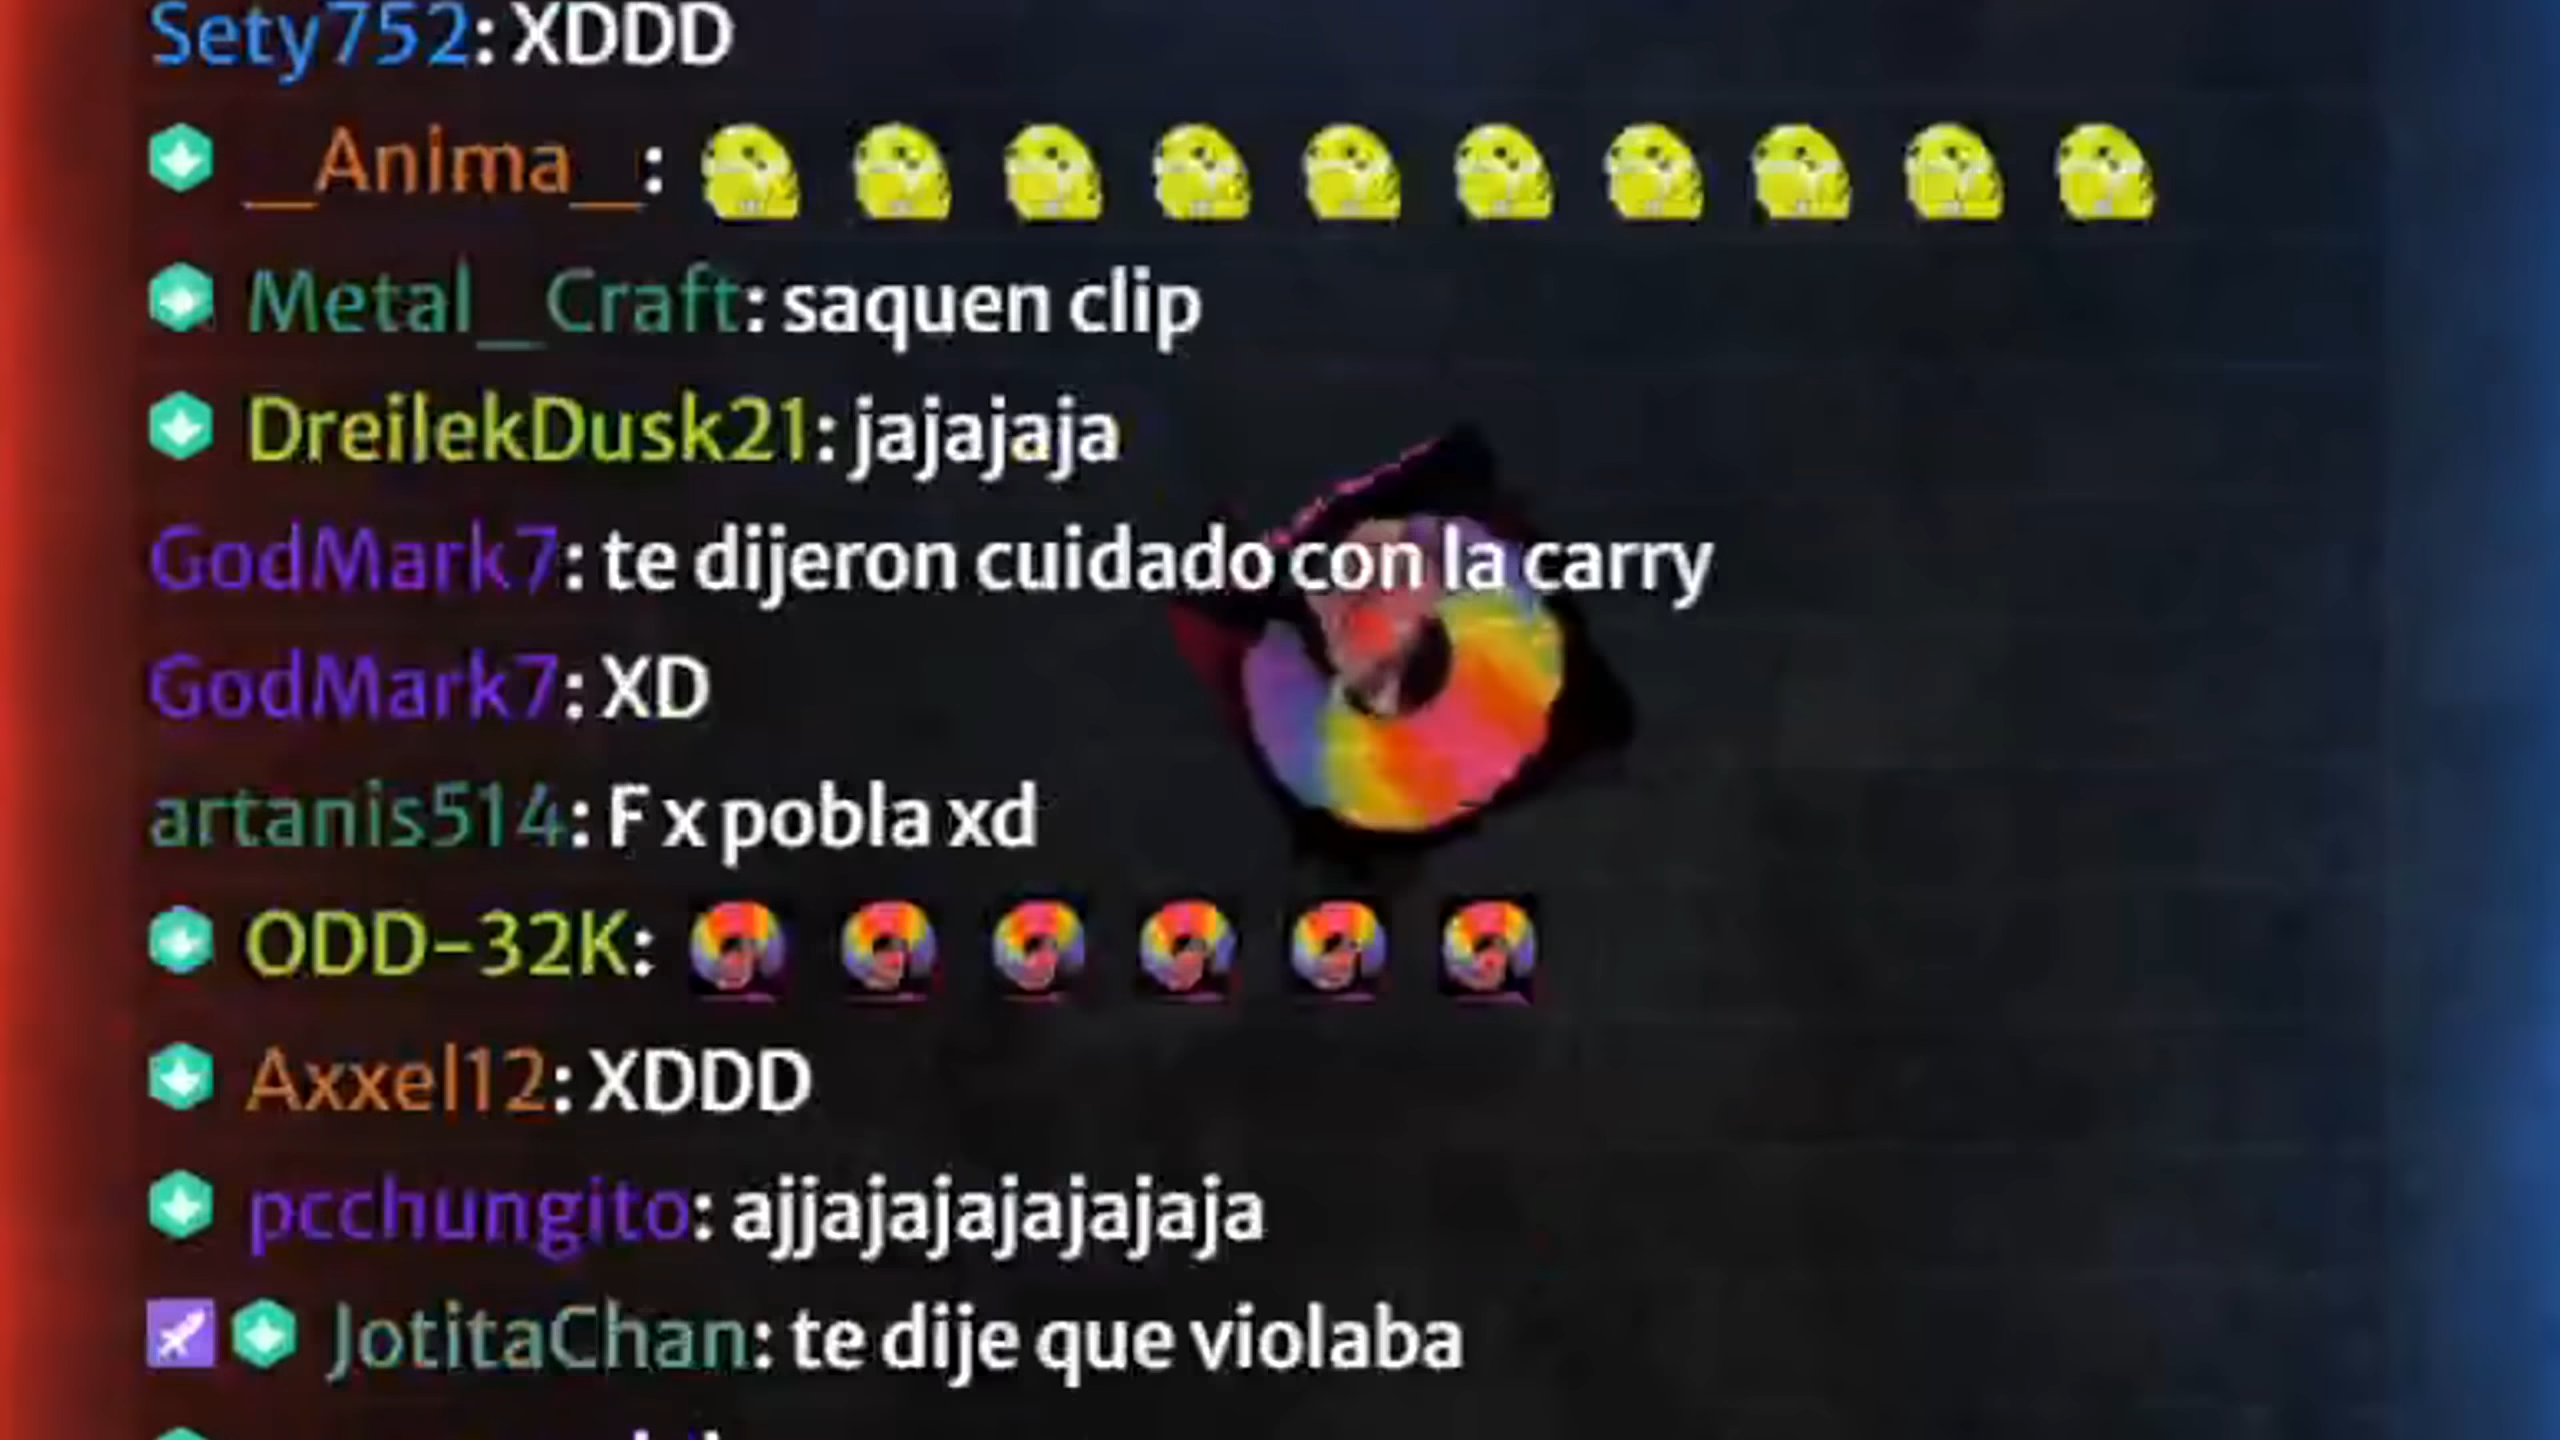 Sety752: XDDD
__Anima__:
Metal__Craft: saquen clip
DreilekDusk21: jajajaja
GodMark7: te dijeron cuidado con la carry
GodMark7: XD
artanis514: F x pobla xd
ODD-32K:
Axxel12: XDDD
pcchungito: ajjajajajajajaja
JotitaChan: te dije que violaba